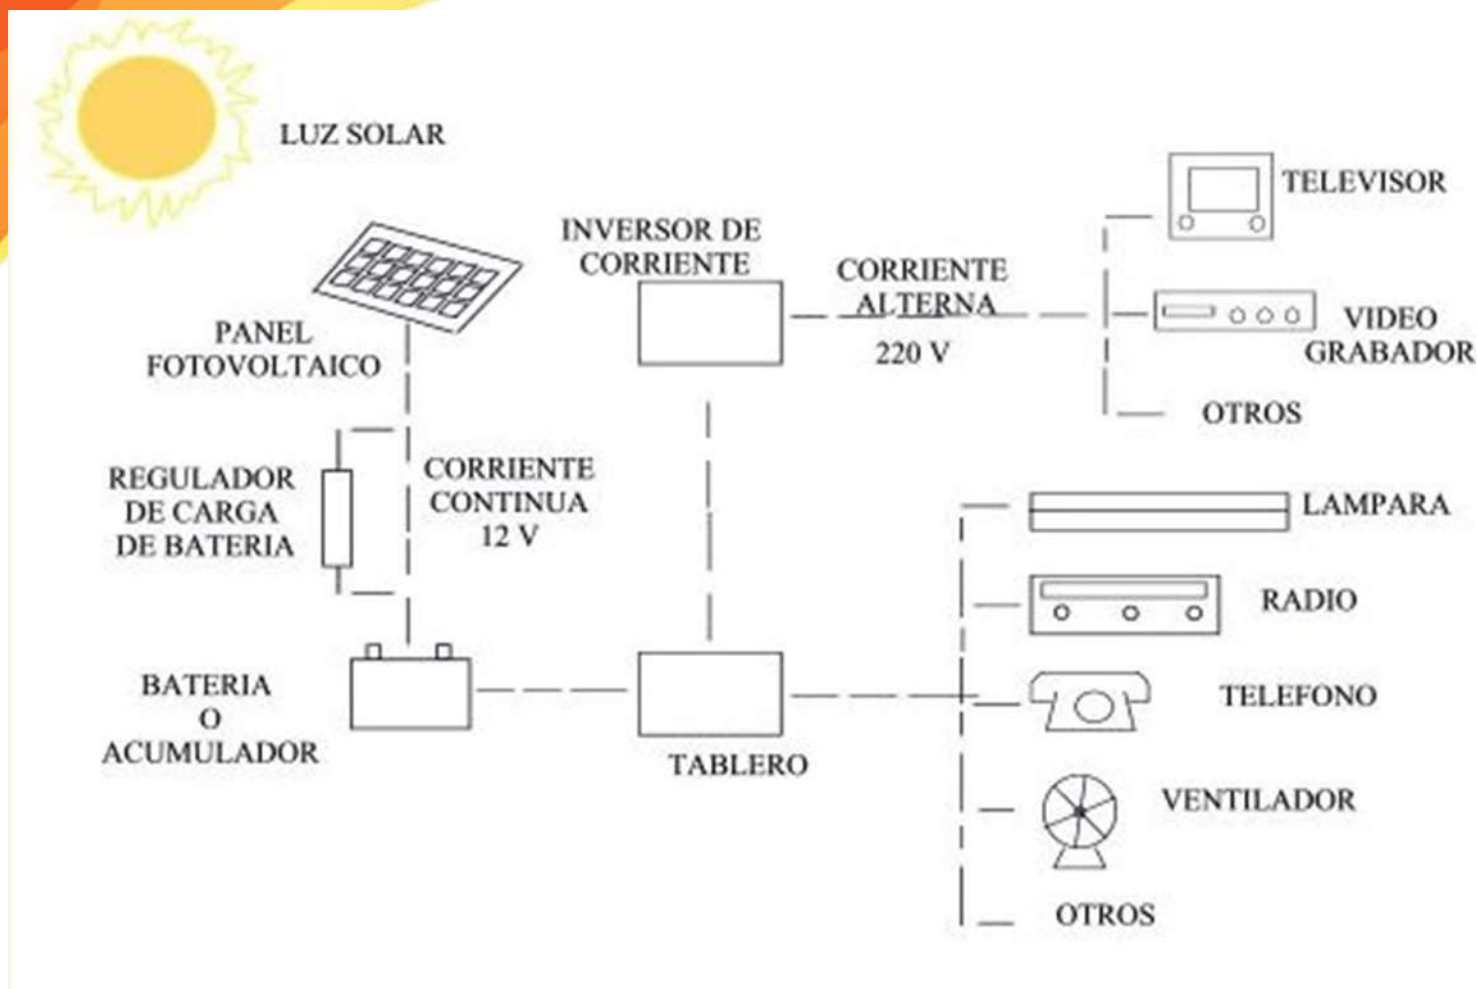 LUZ SOLAR
PANEL
FOTOVOLTAICO
REGULADOR
DE CARGA
DE BATERIA
CORRIENTE
CONTINUA
12 V
BATERIA
O
ACUMULADOR
INVERSOR DE
CORRIENTE
TABLERO
CORRIENTE
ALTERNA
220 V
TELEVISOR
VIDEO
GRABADOR
OTROS
LAMPARA
RADIO
TELEFONO
VENTILADOR
OTROS